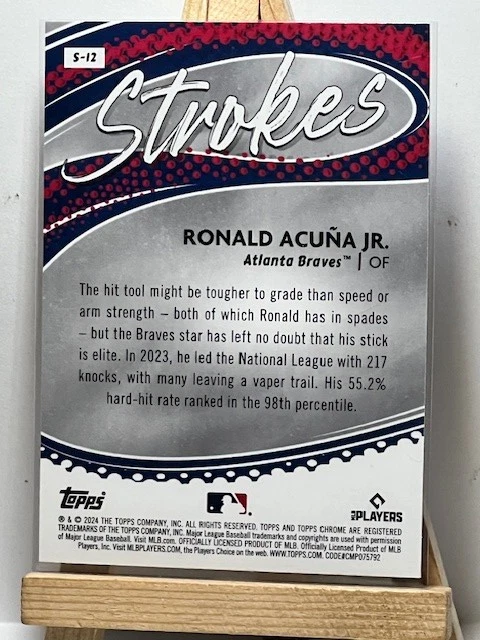 S-12
Strokes
RONALD ACUÑA JR.
Atlanta Braves™ | OF
The hit tool might be tougher to grade than speed or
arm strength – both of which Ronald has in spades
– but the Braves star has left no doubt that his stick
is elite. In 2023, he led the National League with 217
knocks, with many leaving a vaper trail. His 55.2%
hard-hit rate ranked in the 98th percentile.
Topps
MLB PLAYERS
® & © 2024 THE TOPPS COMPANY, INC. ALL RIGHTS RESERVED. TOPPS AND TOPPS CHROME ARE REGISTERED
TRADEMARKS OF THE TOPPS COMPANY, INC. Major League Baseball trademarks and copyrights are used with permission
of Major League Baseball. Visit MLB.com. OFFICIALLY LICENSED PRODUCT OF MLB. Officially Licensed Product of MLB
Players, Inc. Visit MLBPLAYERS.COM, the Players Choice on the web. WWW.TOPPS.COM. CODE#CMP075792